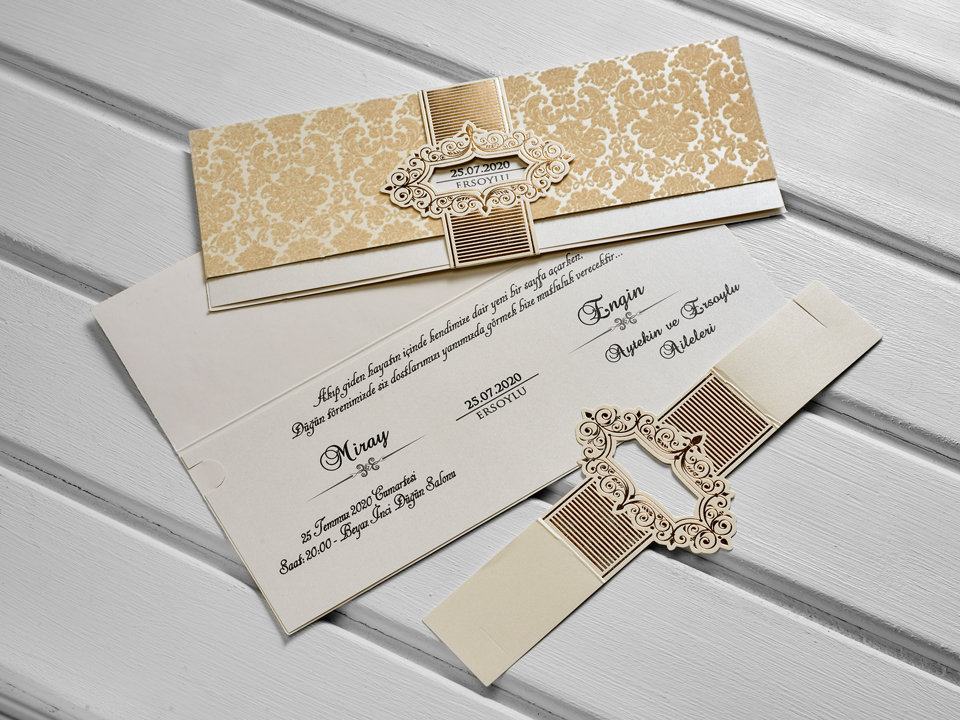 25.07.2020
ERSOYLU
Akıp giden hayatın içinde kendimize dair yeni bir sayfa açarken,
Düğün törenimizde siz dostlarımızı yanımızda görmek bize mutluluk verecektir...
Miray
25 Temmuz 2020 Cumartesi
Saat: 20:00 - Beyaz İnci Düğün Salonu
25.07.2020
ERSOYLU
Engin
Aytekin ve Ersoylu
Aileleri